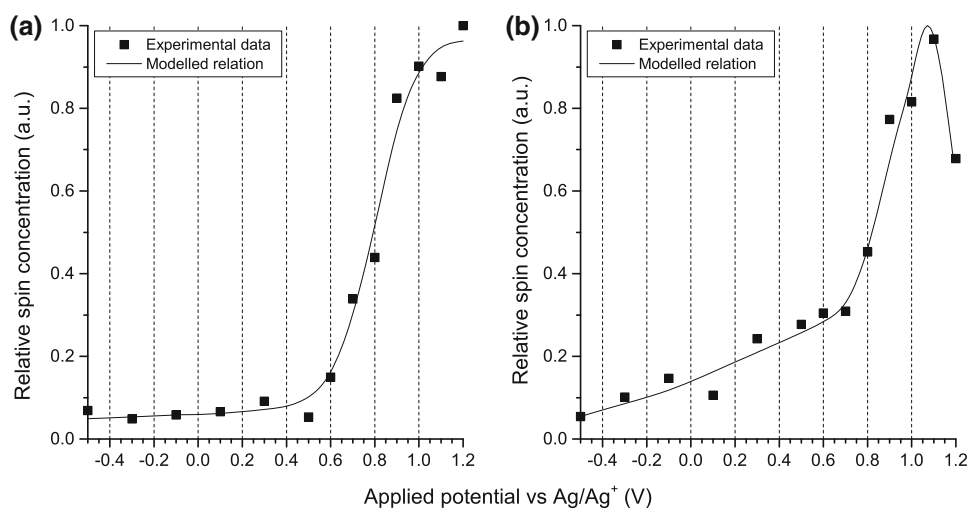 (a)
Experimental data
Modelled relation
Relative spin concentration (a.u.)
1.0
0.8
0.6
0.4
0.2
0.0
-0.4 -0.2 0.0 0.2 0.4 0.6 0.8 1.0 1.2
(b)
Experimental data
Modelled relation
Relative spin concentration (a.u.)
1.0
0.8
0.6
0.4
0.2
0.0
-0.4 -0.2 0.0 0.2 0.4 0.6 0.8 1.0 1.2
Applied potential vs Ag/Ag⁺ (V)